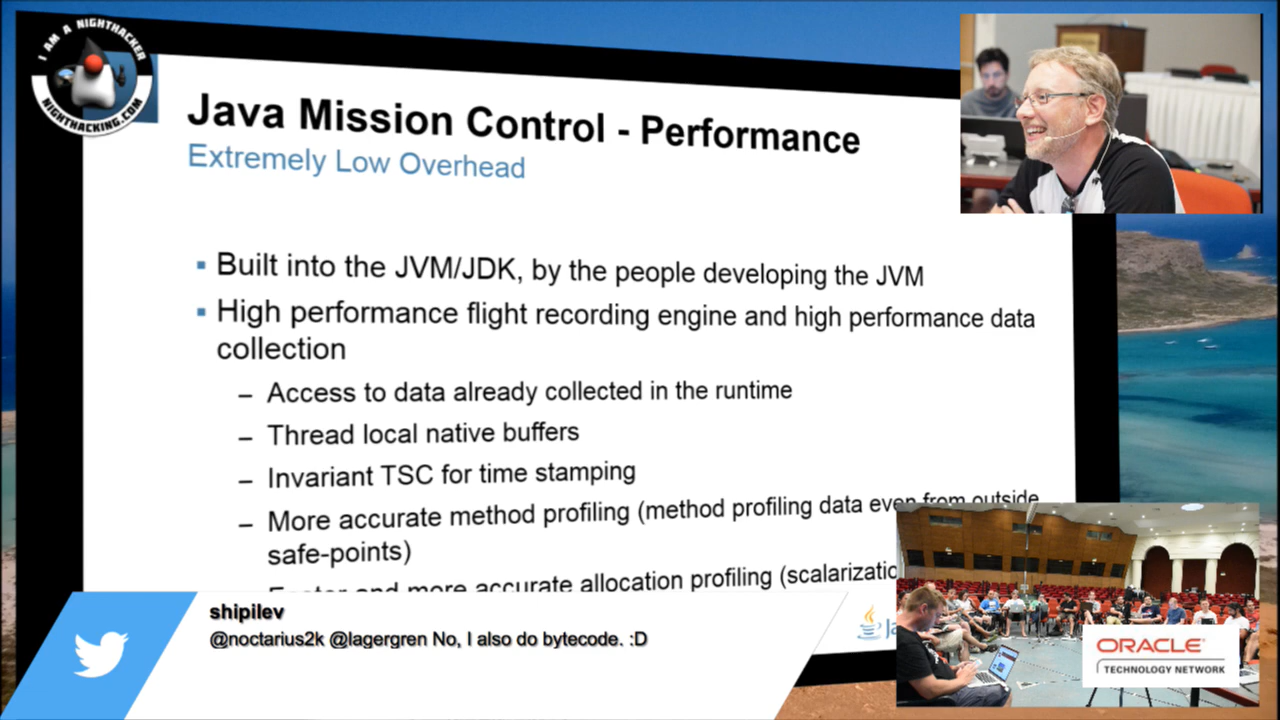 I AM A NIGHTHACKER
NIGHTHACKING.COM
Java Mission Control - Performance
Extremely Low Overhead
Built into the JVM/JDK, by the people developing the JVM
High performance flight recording engine and high performance data
collection
– Access to data already collected in the runtime
– Thread local native buffers
– Invariant TSC for time stamping
– More accurate method profiling (method profiling data even from outside
safe-points)
Faster and more accurate allocation profiling
shipilev
@noctarius2k @lagergren No, I also do bytecode. :D
ORACLE
TECHNOLOGY NETWORK